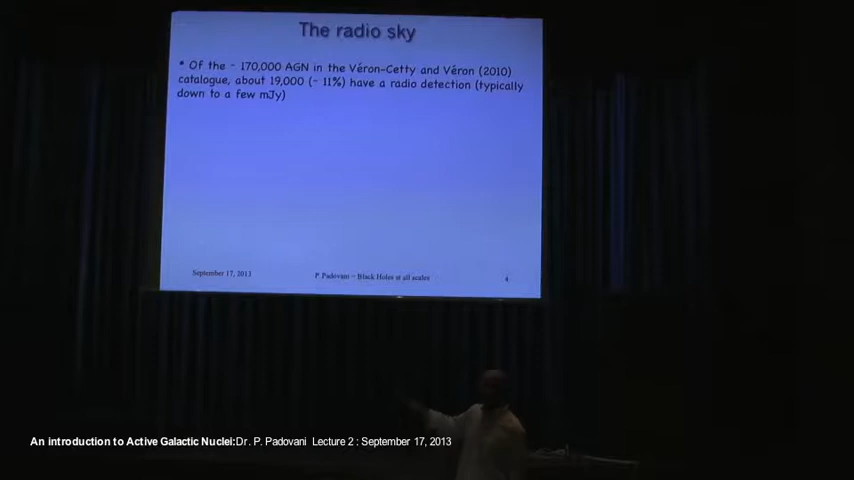 The radio sky
* Of the ~ 170,000 AGN in the Véron-Cetty and Véron (2010)
catalogue, about 19,000 (~ 11%) have a radio detection (typically
down to a few mJy)
September 17, 2013
P. Padovani - Black Holes at all scales
4
An introduction to Active Galactic Nuclei:Dr. P. Padovani Lecture 2 : September 17, 2013